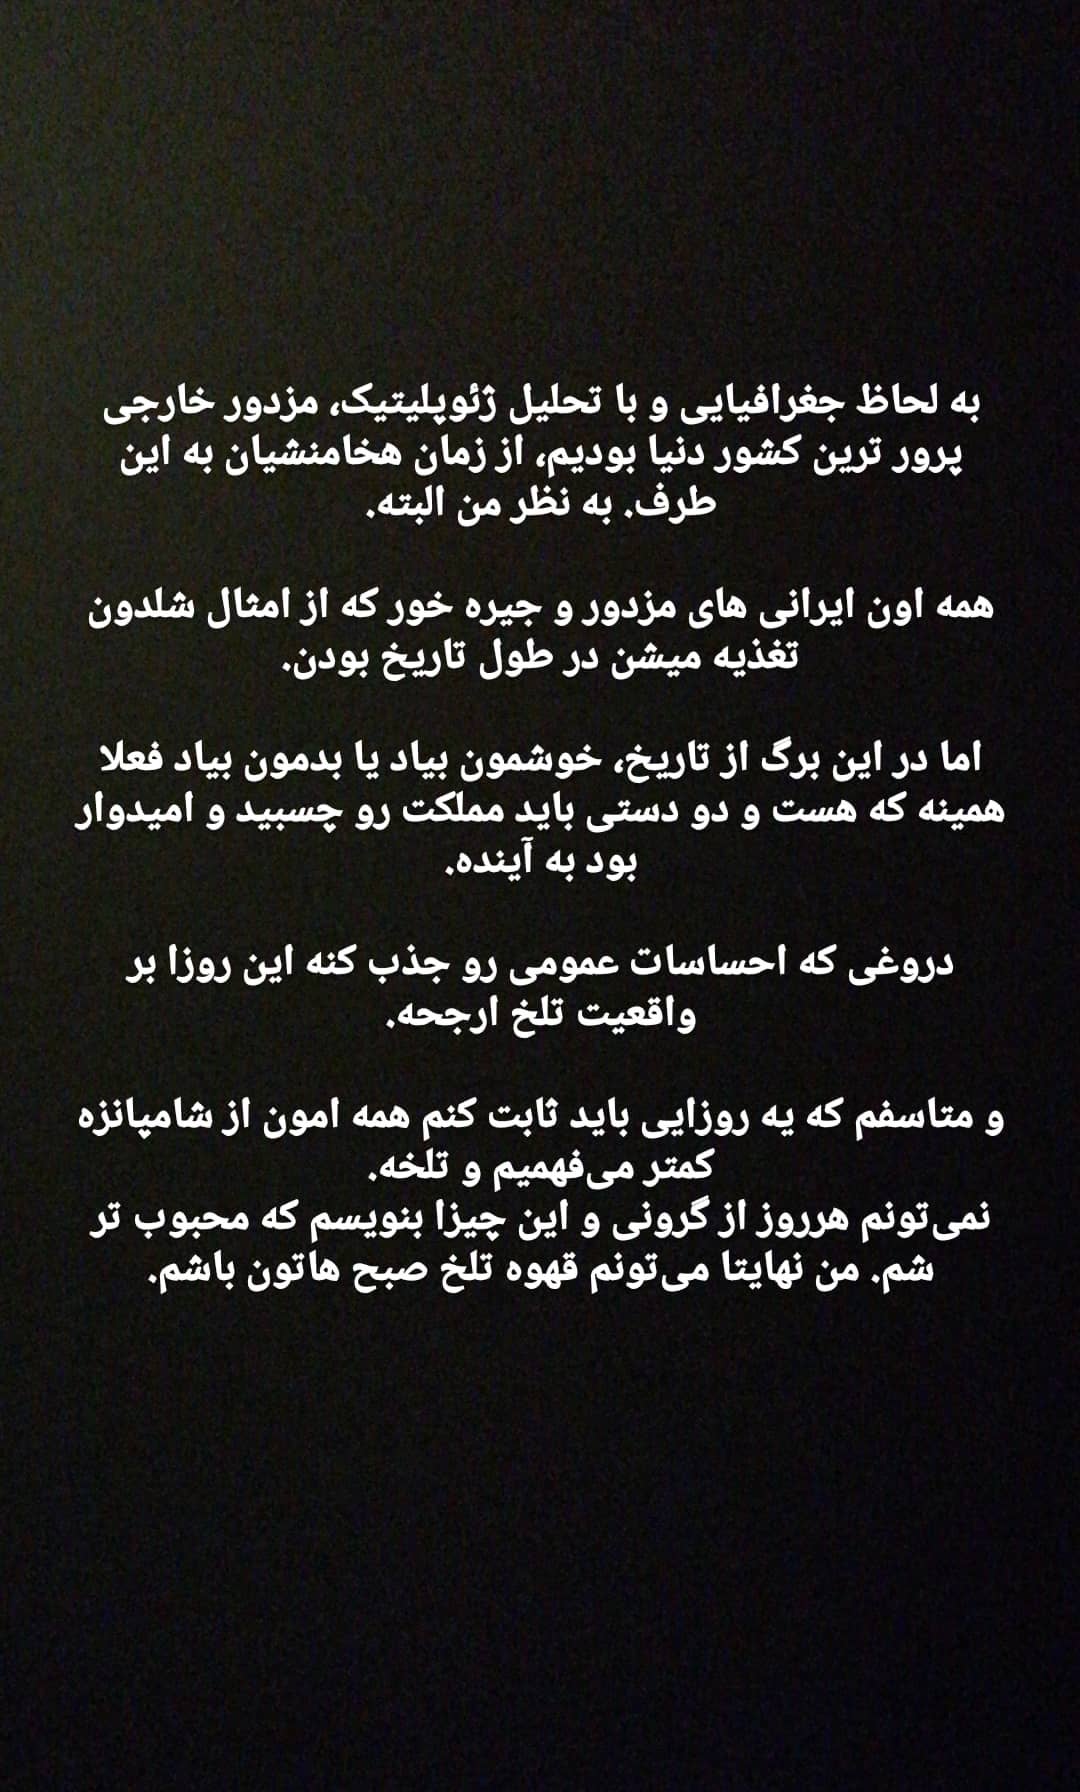 به لحاظ جغرافیایی و با تحلیل ژئوپلیتیک، مزدور خارجی
پرور ترین کشور دنیا بودیم، از زمان هخامنشیان به این
طرف. به نظر من البته.
همه اون ایرانی های مزدور و جیره خور که از امثال شلدون
تغذیه میشن در طول تاریخ بودن.
اما در این برگ از تاریخ، خوشمون بیاد یا بدمون بیاد فعلا
همینه که هست و دو دستی باید مملکت رو چسبید و امیدوار
بود به آینده.
دروغی که احساسات عمومی رو جذب کنه این روزا بر
واقعیت تلخ ارجحه.
و متاسفم که یه روزایی باید ثابت کنم همه امون از شامپانزه
کمتر می‌فهمیم و تلخه.
نمی‌تونم هرروز از گرونی و این چیزا بنویسم که محبوب تر
شم. من نهایتا می‌تونم قهوه تلخ صبح هاتون باشم.